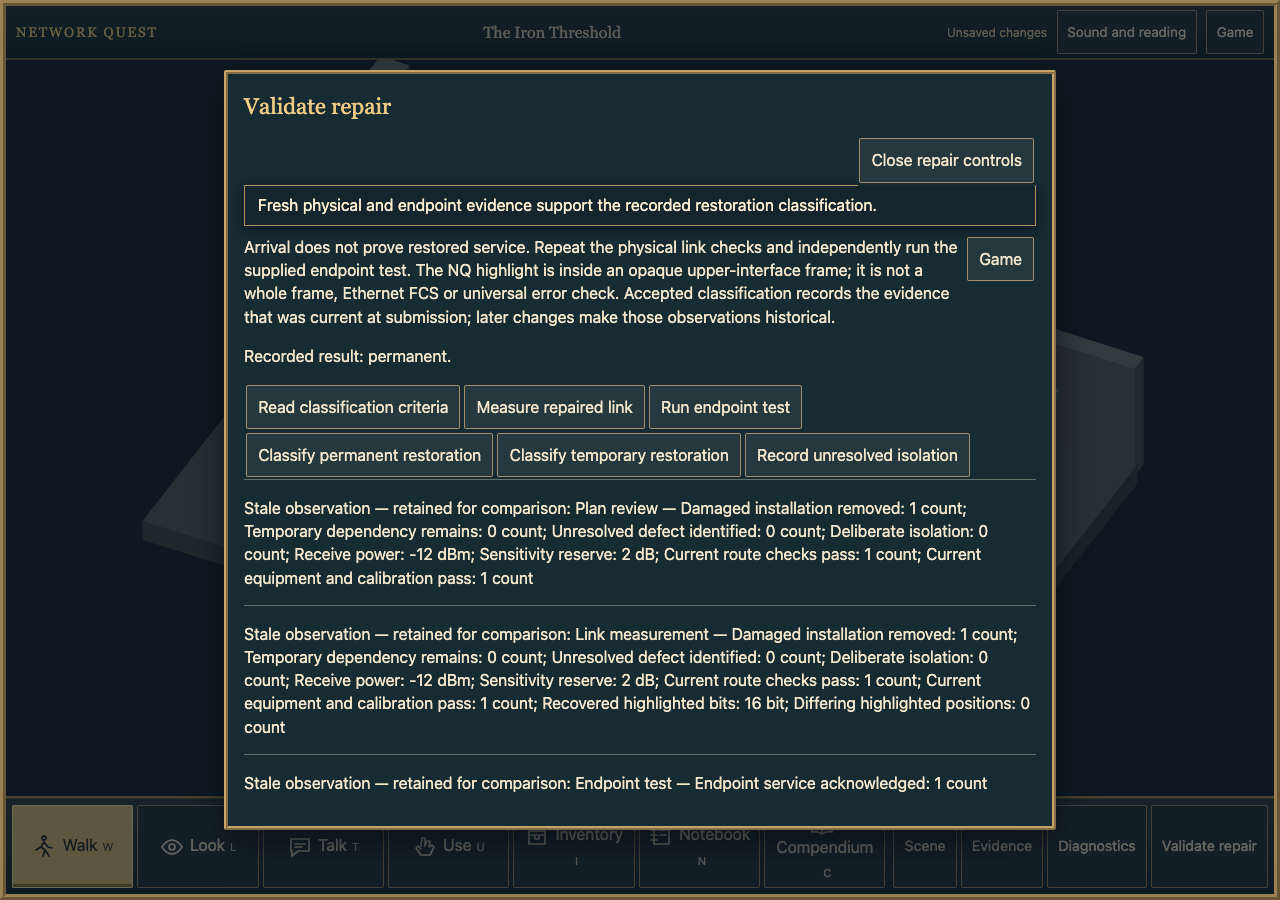 NETWORK QUEST
The Iron Threshold
Unsaved changes
Sound and reading
Game
Validate repair
Close repair controls
Fresh physical and endpoint evidence support the recorded restoration classification.
Arrival does not prove restored service. Repeat the physical link checks and independently run the
supplied endpoint test. The NQ highlight is inside an opaque upper-interface frame; it is not a
whole frame, Ethernet FCS or universal error check. Accepted classification records the evidence
that was current at submission; later changes make those observations historical.
Game
Recorded result: permanent.
Read classification criteria
Measure repaired link
Run endpoint test
Classify permanent restoration
Classify temporary restoration
Record unresolved isolation
Stale observation — retained for comparison: Plan review — Damaged installation removed: 1 count;
Temporary dependency remains: 0 count; Unresolved defect identified: 0 count; Deliberate isolation: 0
count; Receive power: -12 dBm; Sensitivity reserve: 2 dB; Current route checks pass: 1 count; Current
equipment and calibration pass: 1 count
Stale observation — retained for comparison: Link measurement — Damaged installation removed: 1 count;
Temporary dependency remains: 0 count; Unresolved defect identified: 0 count; Deliberate isolation: 0
count; Receive power: -12 dBm; Sensitivity reserve: 2 dB; Current route checks pass: 1 count; Current
equipment and calibration pass: 1 count; Recovered highlighted bits: 16 bit; Differing highlighted positions: 0
count
Stale observation — retained for comparison: Endpoint test — Endpoint service acknowledged: 1 count
Walk W
Look L
Talk T
Use U
Inventory
I
Notebook
N
Compendium
C
Scene
Evidence
Diagnostics
Validate repair